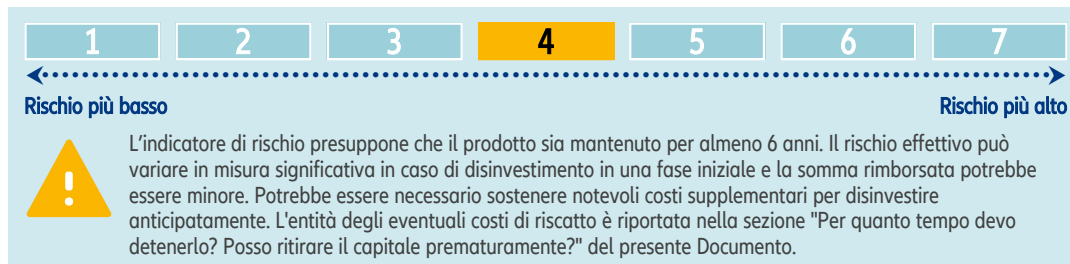 1 2 3 4 5 6 7
Rischio più basso Rischio più alto
L'indicatore di rischio presuppone che il prodotto sia mantenuto per almeno 6 anni. Il rischio effettivo può
variare in misura significativa in caso di disinvestimento in una fase iniziale e la somma rimborsata potrebbe
essere minore. Potrebbe essere necessario sostenere notevoli costi supplementari per disinvestire
anticipatamente. L'entità degli eventuali costi di riscatto è riportata nella sezione "Per quanto tempo devo
detenerlo? Posso ritirare il capitale prematuramente?" del presente Documento.